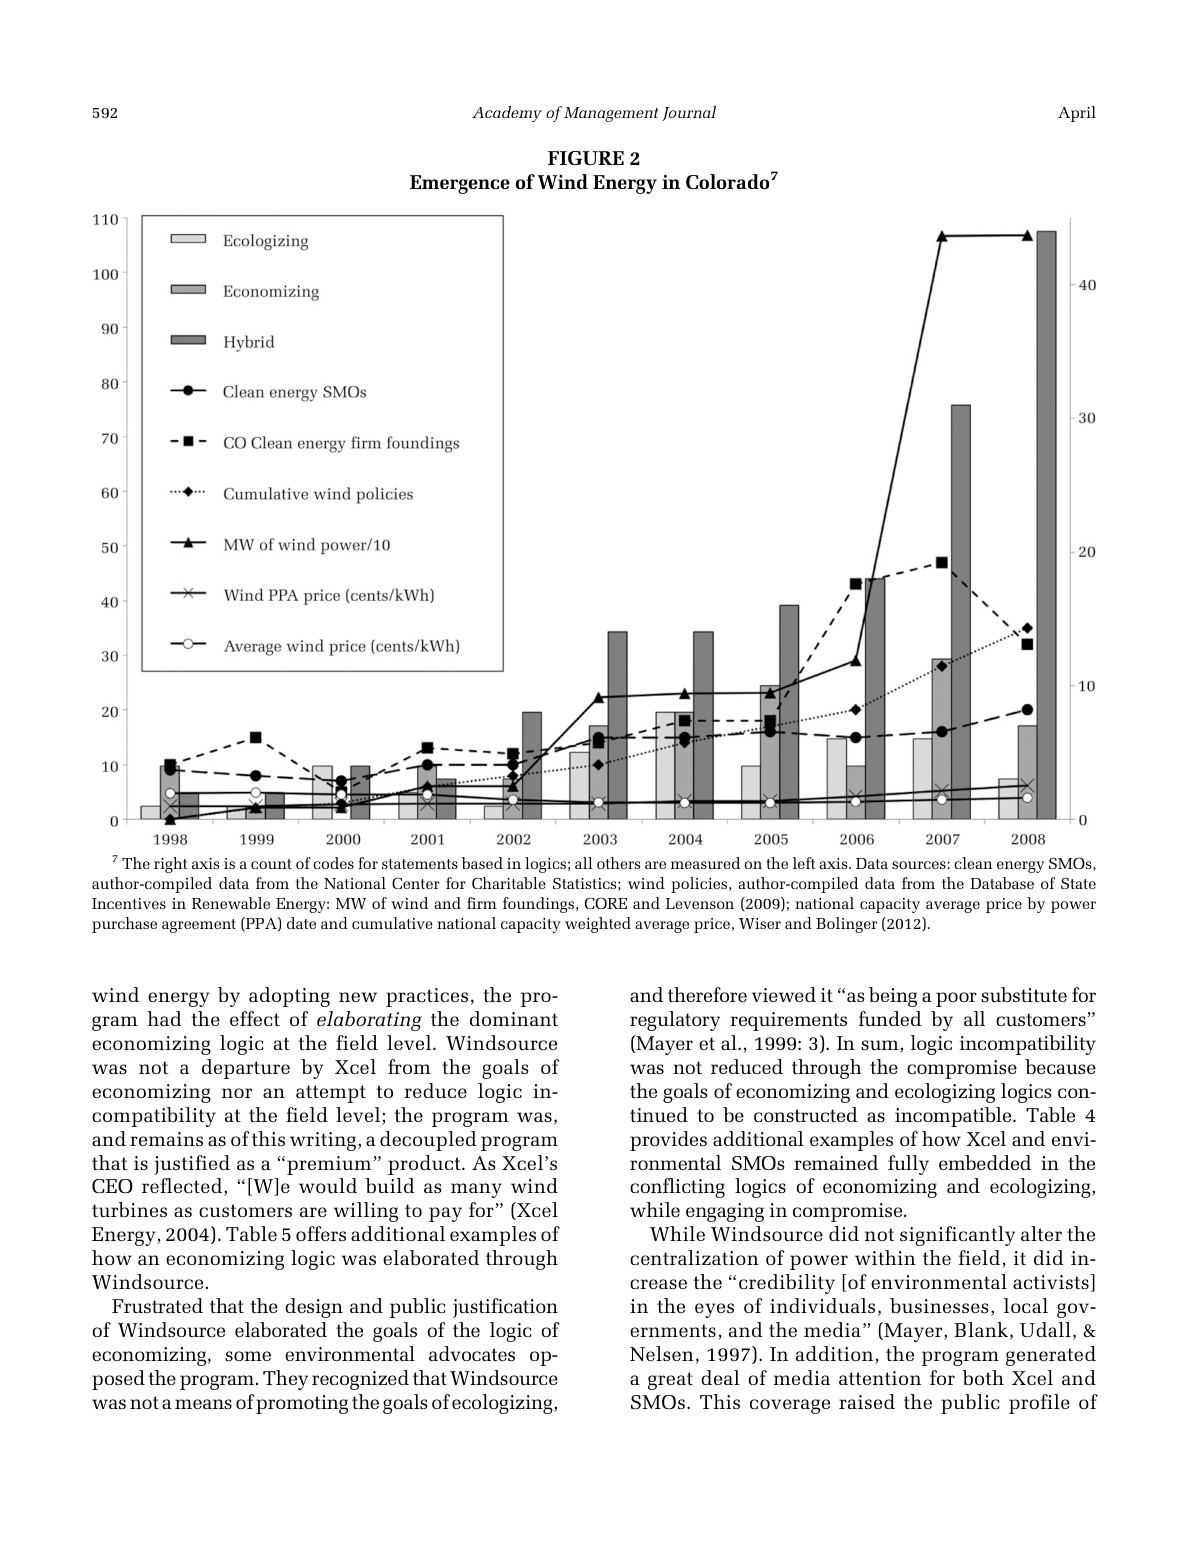 592
Academy of Management Journal
April
FIGURE 2
Emergence of Wind Energy in Colorado7
110
100
90
80
70
60
50
40
30
20
10
0
Ecologizing
Economizing
Hybrid
Clean energy SMOs
CO Clean energy firm foundings
Cumulative wind policies
MW of wind power/10
Wind PPA price (cents/kWh)
Average wind price (cents/kWh)
40
30
20
10
0
1998 1999 2000 2001 2002 2003 2004 2005 2006 2007 2008
7 The right axis is a count of codes for statements based in logics; all others are measured on the left axis. Data sources: clean energy SMOs,
author-compiled data from the National Center for Charitable Statistics; wind policies, author-compiled data from the Database of State
Incentives in Renewable Energy: MW of wind and firm foundings, CORE and Levenson (2009); national capacity average price by power
purchase agreement (PPA) date and cumulative national capacity weighted average price, Wiser and Bolinger (2012).
wind energy by adopting new practices, the pro-
gram had the effect of elaborating the dominant
economizing logic at the field level. Windsource
was not a departure by Xcel from the goals of
economizing nor an attempt to reduce logic in-
compatibility at the field level; the program was,
and remains as of this writing, a decoupled program
that is justified as a “premium” product. As Xcel’s
CEO reflected, “[W]e would build as many wind
turbines as customers are willing to pay for” (Xcel
Energy, 2004). Table 5 offers additional examples of
how an economizing logic was elaborated through
Windsource.
Frustrated that the design and public justification
of Windsource elaborated the goals of the logic of
economizing, some environmental advocates op-
posed the program. They recognized that Windsource
was not a means of promoting the goals of ecologizing,
and therefore viewed it “as being a poor substitute for
regulatory requirements funded by all customers”
(Mayer et al., 1999: 3). In sum, logic incompatibility
was not reduced through the compromise because
the goals of economizing and ecologizing logics con-
tinued to be constructed as incompatible. Table 4
provides additional examples of how Xcel and envi-
ronmental SMOs remained fully embedded in the
conflicting logics of economizing and ecologizing,
while engaging in compromise.
While Windsource did not significantly alter the
centralization of power within the field, it did in-
crease the “credibility [of environmental activists]
in the eyes of individuals, businesses, local gov-
ernments, and the media” (Mayer, Blank, Udall, &
Nelsen, 1997). In addition, the program generated
a great deal of media attention for both Xcel and
SMOs. This coverage raised the public profile of